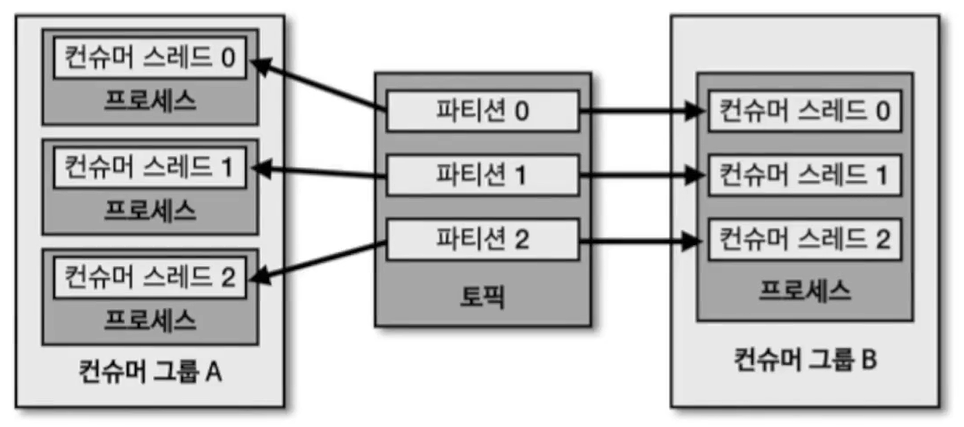 컨슈머 스레드 0
프로세스
컨슈머 스레드 1
프로세스
컨슈머 스레드 2
프로세스
컨슈머 그룹 A
파티션 0
파티션 1
파티션 2
토픽
컨슈머 스레드 0
컨슈머 스레드 1
컨슈머 스레드 2
프로세스
컨슈머 그룹 B